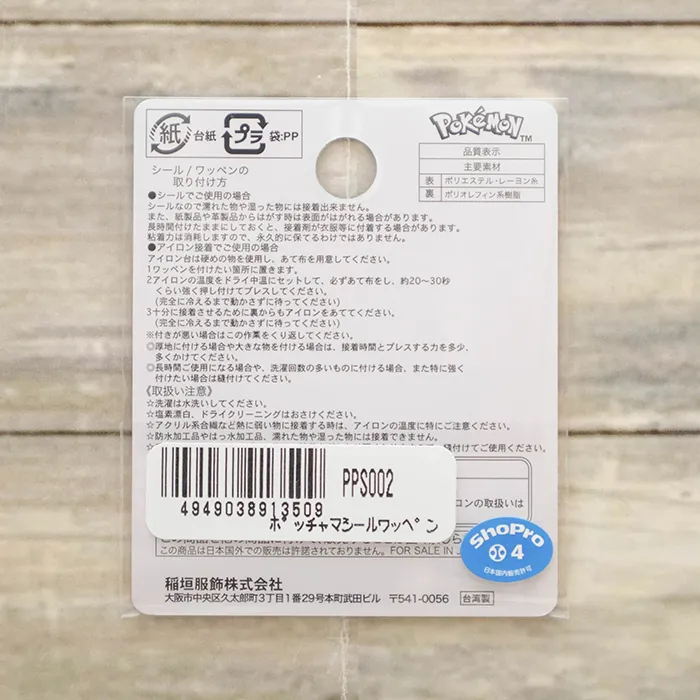 紙 台紙 プラ 袋:PP
Pokémon TM
品質表示
主要素材
表 ポリエステル・レーヨン糸
裏 ポリオレフィン系樹脂
シール / ワッペンの
取り付け方
●シールでご使用の場合
シールなので濡れた物や湿った物には接着出来ません。
また、紙製品や革製品からはがす時は表面がはがれる場合があります。
長時間付けたままにしておくと、接着剤が衣服等に付着する場合があります。
粘着力は消耗しますので、永久的に保てるわけではありません。
●アイロン接着でご使用の場合
アイロン台は硬めの物を使用し、あて布を用意してください。
1ワッペンを付けたい箇所に置きます。
2アイロンの温度をドライ中温にセットして、必ずあて布をし、約20〜30秒
くらい強く押し付けてプレスしてください。
(完全に冷えるまで動かさずに待ってください)
3十分に接着させるために裏からもアイロンをあててください。
(完全に冷えるまで動かさずに待ってください)
※付きが悪い場合はこの作業をくり返してください。
◎厚地に付ける場合や大きな物を付ける場合は、接着時間とプレスする力を多少、
多くかけてください。
◎長時間ご使用になる場合や、洗濯回数の多いものに付ける場合、また特に強く
付けたい場合は縫付けてください。
《取扱い注意》
☆洗濯は水洗いしてください。
☆塩素漂白、ドライクリーニングはおさけください。
☆アクリル系合繊など熱に弱い物に接着する時は、アイロンの温度に特にご注意ください。
☆防水加工品やはっ水加工品、濡れた物や湿った物には接着しません。
縫付けてご使用ください。
イロンの取扱いは
4949038913509
PPS002
ポッチャマシールワッペン
この商品は日本国外での販売は許諾されておりません。FOR SALE IN J
ShoPro
4
日本国内販売許可
稲垣服飾株式会社
大阪市中央区久太郎町3丁目1番29号本町武田ビル 〒541-0056 台湾製